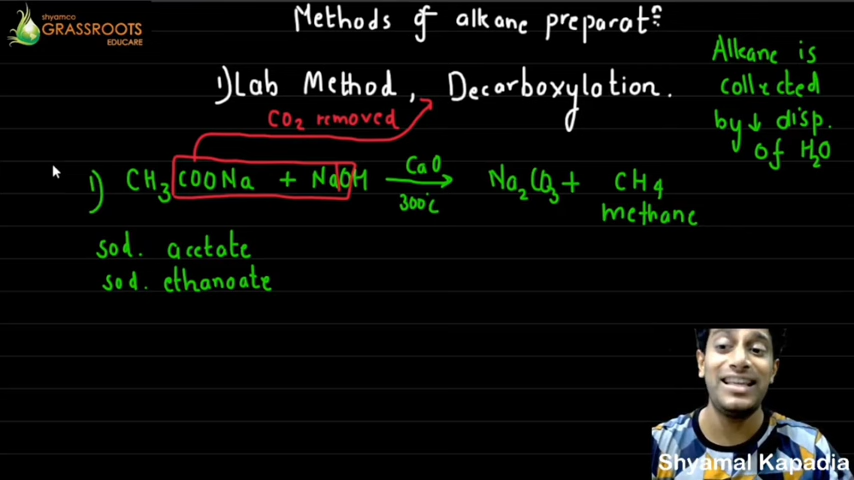 shyamco
GRASSROOTS
EDUCARE
Methods of alkane preparatⁿ:
1) Lab Method, Decarboxylation.
CO₂ removed
Alkane is
collected
by ↓ disp.
of H₂O
1) CH₃COONa + NaOH CaO 300°C → Na₂CO₃ + CH₄
methane
sod. acetate
sod. ethanoate
Shyamal Kapadia